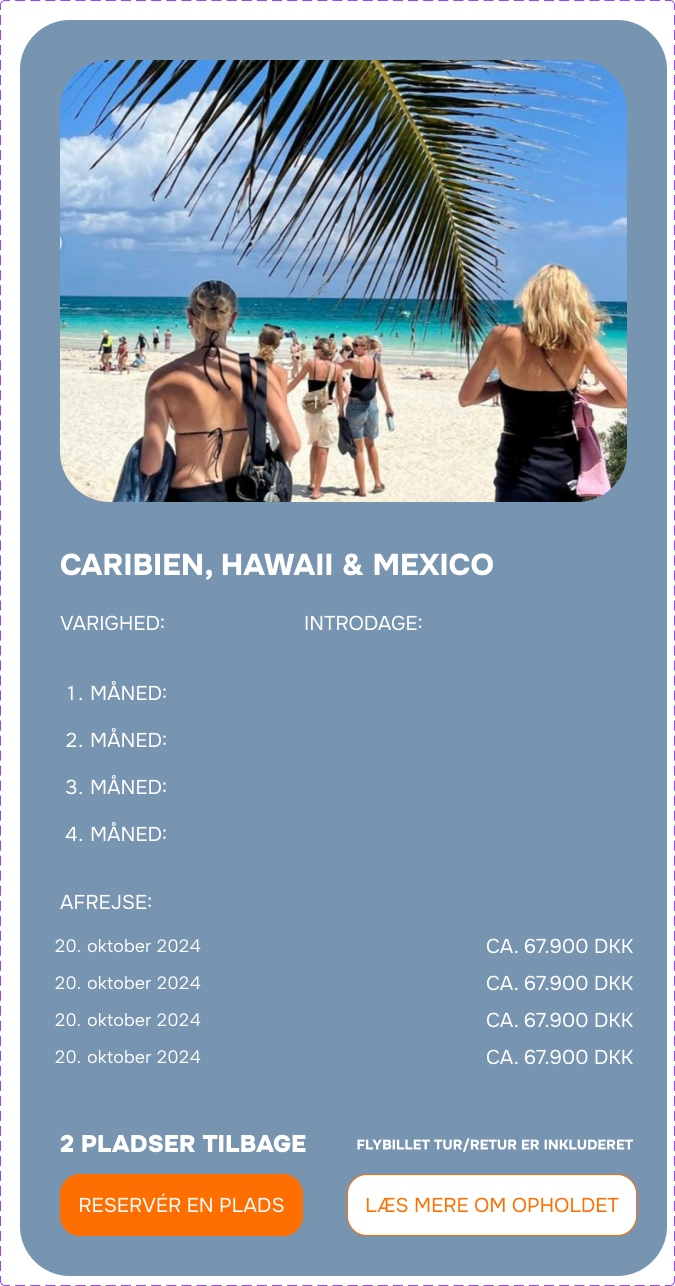 CARIBIEN, HAWAII & MEXICO
VARIGHED: INTRODAGE:
1. MÅNED:
2. MÅNED:
3. MÅNED:
4. MÅNED:
AFREJSE:
20. oktober 2024 CA. 67.900 DKK
20. oktober 2024 CA. 67.900 DKK
20. oktober 2024 CA. 67.900 DKK
20. oktober 2024 CA. 67.900 DKK
2 PLADSER TILBAGE FLYBILLET TUR/RETUR ER INKLUDERET
RESERVÉR EN PLADS LÆS MERE OM OPHOLDET